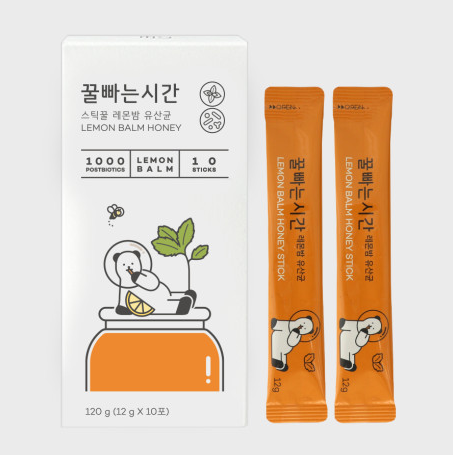 꿀빠는시간
스틱꿀 레몬밤 유산균
LEMON BALM HONEY
1000
POSTBIOTICS
LEMON
BALM
10
STICKS
120 g (12 g X 10포)
꿀빠는시간 레몬밤 유산균
LEMON BALM HONEY STICK
12g
꿀빠는시간 레몬밤 유산균
LEMON BALM HONEY STICK
12g